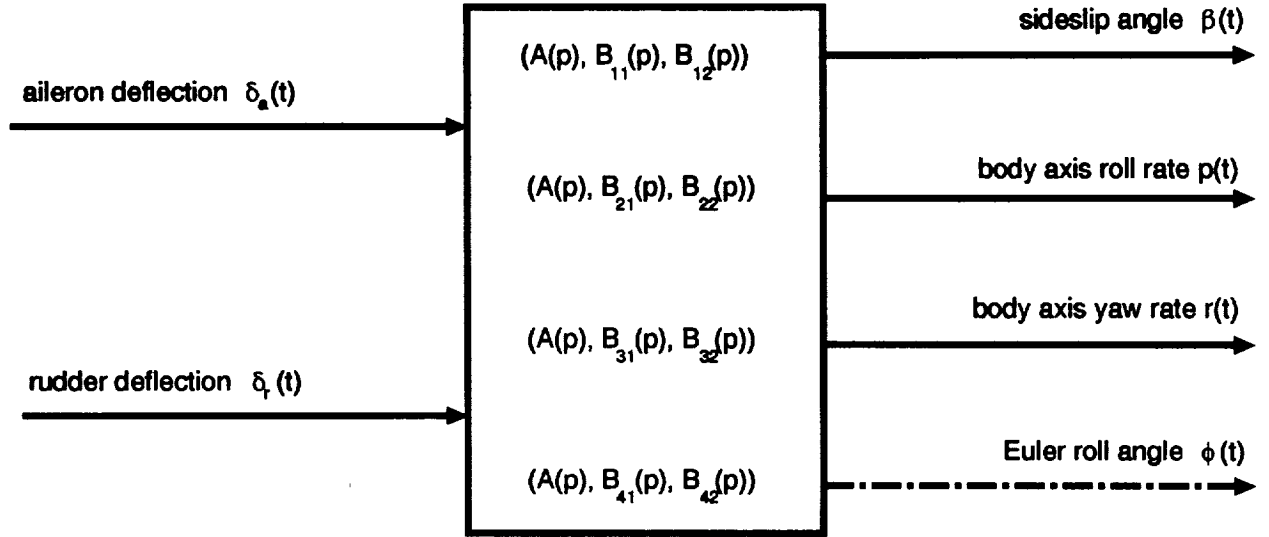 sideslip angle β(t)
(A(p), B₁₁(p), B₁₂(p))
aileron deflection δₐ(t)
body axis roll rate p(t)
(A(p), B₂₁(p), B₂₂(p))
body axis yaw rate r(t)
(A(p), B₃₁(p), B₃₂(p))
rudder deflection δᵣ(t)
Euler roll angle ϕ(t)
(A(p), B₄₁(p), B₄₂(p))